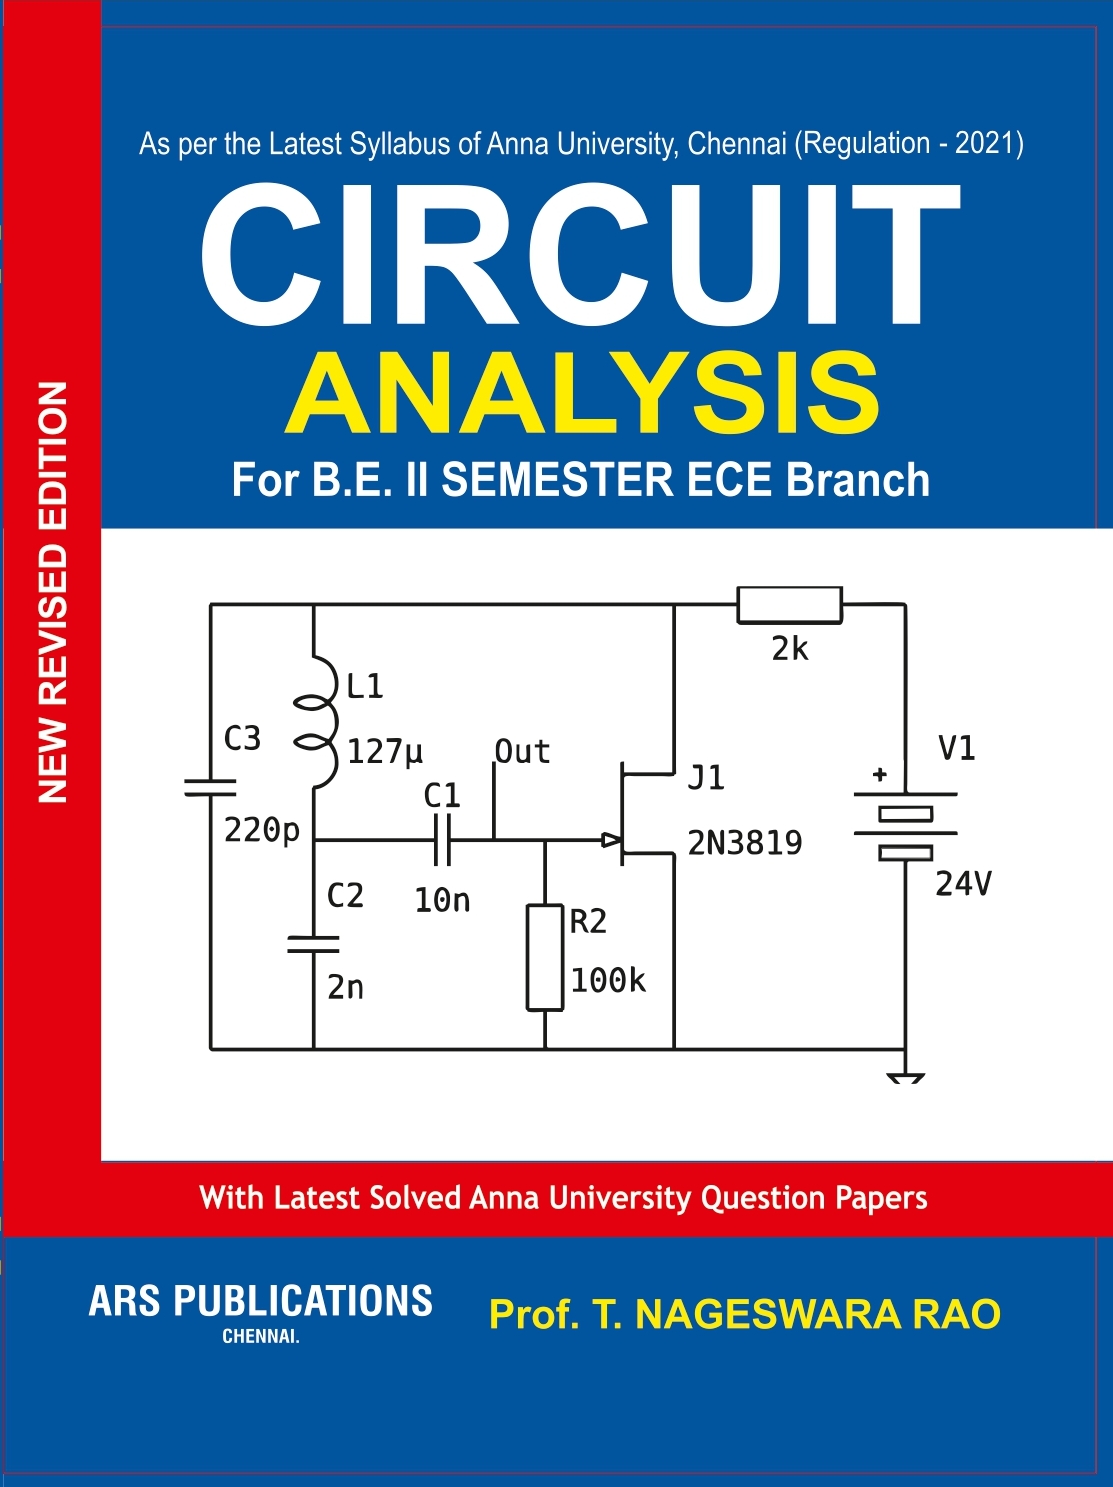 As per the Latest Syllabus of Anna University, Chennai (Regulation - 2021)
CIRCUIT
ANALYSIS
For B.E. II SEMESTER ECE Branch
NEW REVISED EDITION
2k
L1
C3
127µ
Out
V1
+
J1
C1
220p
2N3819
24V
C2
10n
R2
100k
2n
With Latest Solved Anna University Question Papers
ARS PUBLICATIONS
CHENNAI.
Prof. T. NAGESWARA RAO